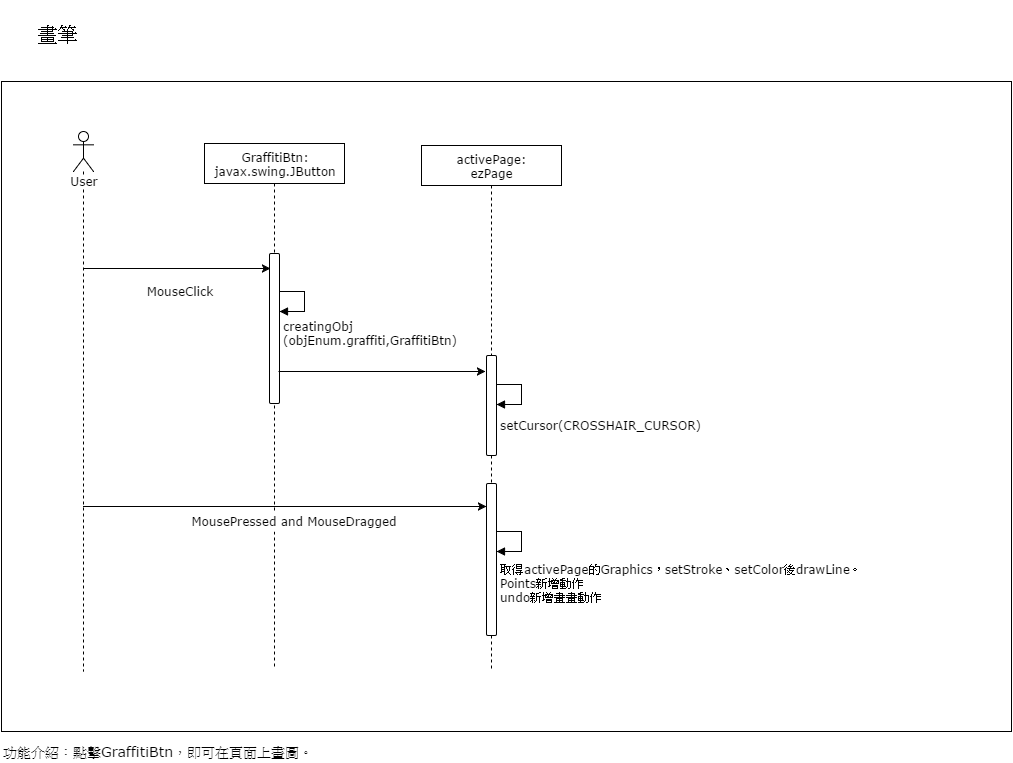 畫筆
User
GraffitiBtn:
javax.swing.JButton
activePage:
ezPage
MouseClick
creatingObj
(objEnum.graffiti,GraffitiBtn)
setCursor(CROSSHAIR_CURSOR)
MousePressed and MouseDragged
取得activePage的Graphics，setStroke、setColor後drawLine。
Points新增動作
undo新增畫畫動作
功能介紹：點擊GraffitiBtn，即可在頁面上畫圖。